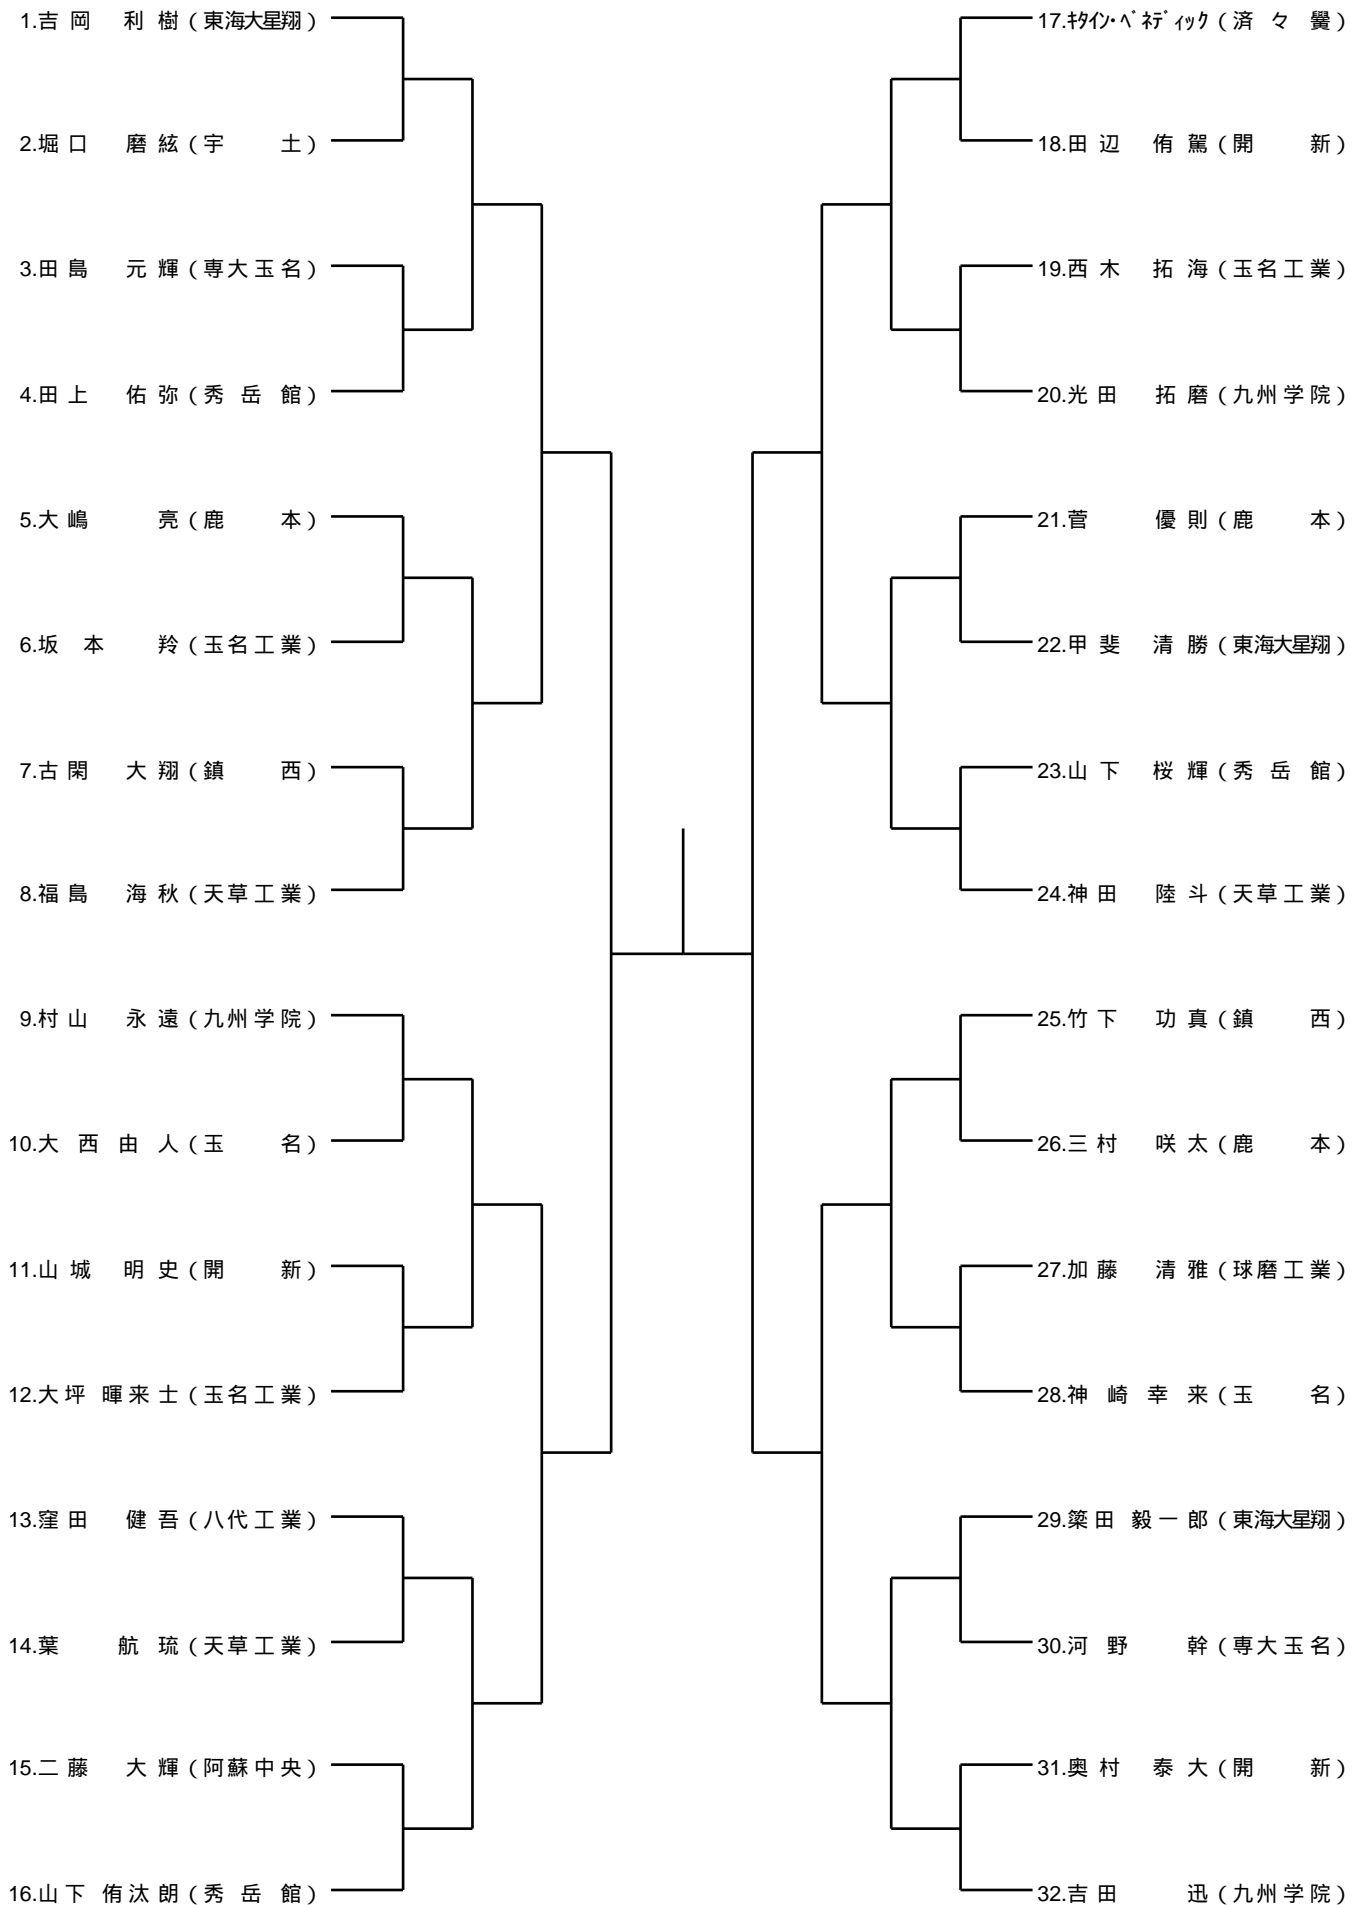 1.吉岡 利樹(東海大星翔)
2.堀口 磨絃(宇 土)
3.田島 元輝(専大玉名)
4.田上 佑弥(秀岳館)
5.大嶋 亮(鹿 本)
6.坂本 羚(玉名工業)
7.古閑 大翔(鎮 西)
8.福島 海秋(天草工業)
9.村山 永遠(九州学院)
10.大西由人(玉 名)
11.山城 明史(開 新)
12.大坪 暉来士(玉名工業)
13.窪田 健吾(八代工業)
14.葉 航琉(天草工業)
15.二藤 大輝(阿蘇中央)
16.山下 侑汰朗(秀岳館)
17.ｷﾀｲﾝ･ﾍﾞﾈﾃﾞｨｯｸ(済々黌)
18.田辺 侑駕(開 新)
19.西木 拓海(玉名工業)
20.光田 拓磨(九州学院)
21.菅 優則(鹿 本)
22.甲斐 清勝(東海大星翔)
23.山下 桜輝(秀岳館)
24.神田 陸斗(天草工業)
25.竹下 功真(鎮 西)
26.三村 咲太(鹿 本)
27.加藤 清雅(球磨工業)
28.神崎幸来(玉 名)
29.簗田 毅一郎(東海大星翔)
30.河野 幹(専大玉名)
31.奥村 泰大(開 新)
32.吉田 迅(九州学院)